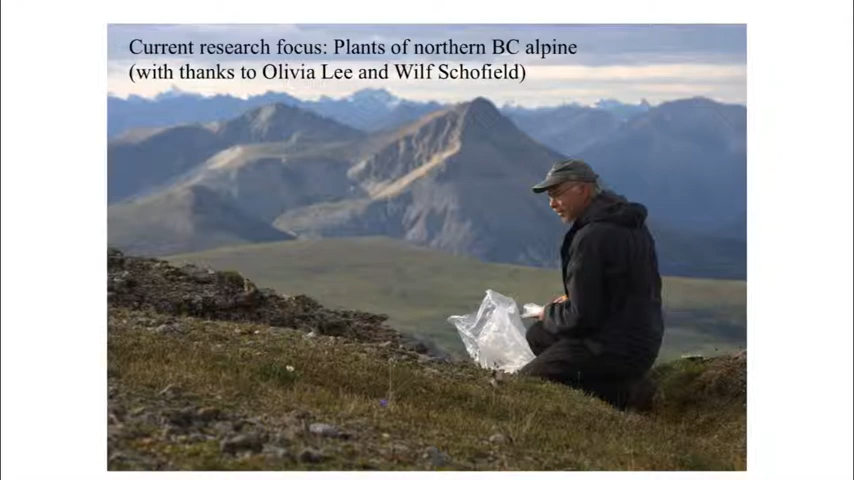 Current research focus: Plants of northern BC alpine
(with thanks to Olivia Lee and Wilf Schofield)